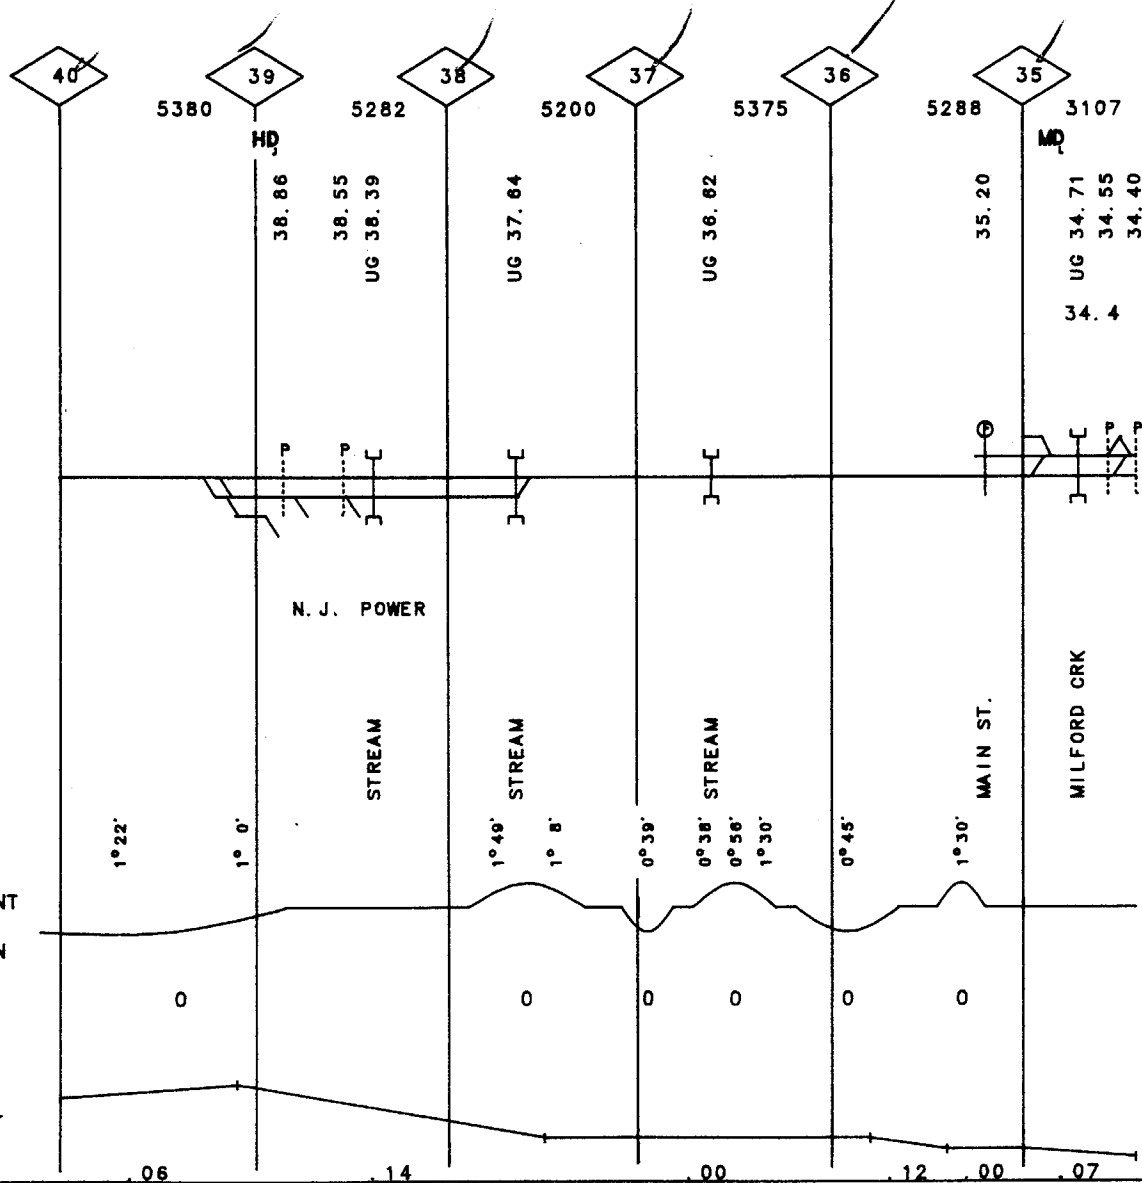 40 39 38 37 36 35
5380 5282 5200 5375 5288 3107
HD MD
38.86
38.55
UG 38.39
UG 37.64
UG 36.62
35.20
UG 34.71
34.55
34.40
34.4
P P P P P
N.J. POWER
STREAM
STREAM
STREAM
MAIN ST.
MILFORD CRK
1°22'
1° 0'
1°49'
1° 8'
0°39'
0°38'
0°56'
1°30'
0°45'
1°30'
NT
N
0 0 0 0 0 0
.06 .14 .00 .12 .00 .07